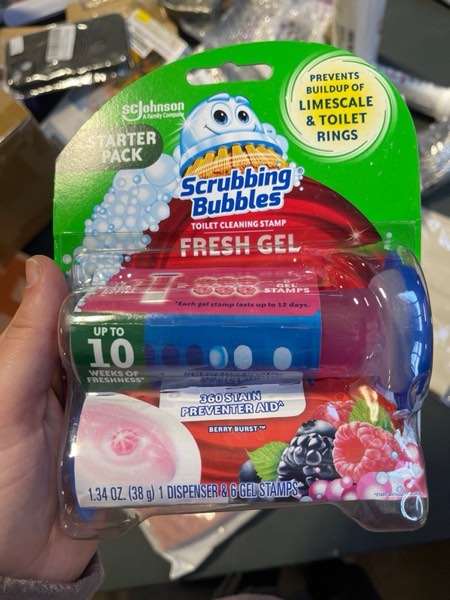 SCJohnson
A Family Company
STARTER
PACK
PREVENTS
BUILDUP OF
LIMESCALE
& TOILET
RINGS
Scrubbing
Bubbles®
TOILET CLEANING STAMP
FRESH GEL
GEL
STAMPS
*Each gel stamp lasts up to 12 days.
UP TO
10
WEEKS OF
FRESHNESS*
360 STAIN
PREVENTER AID^
BERRY BURST™
1.34 OZ. (38 g) 1 DISPENSER & 6 GEL STAMPS